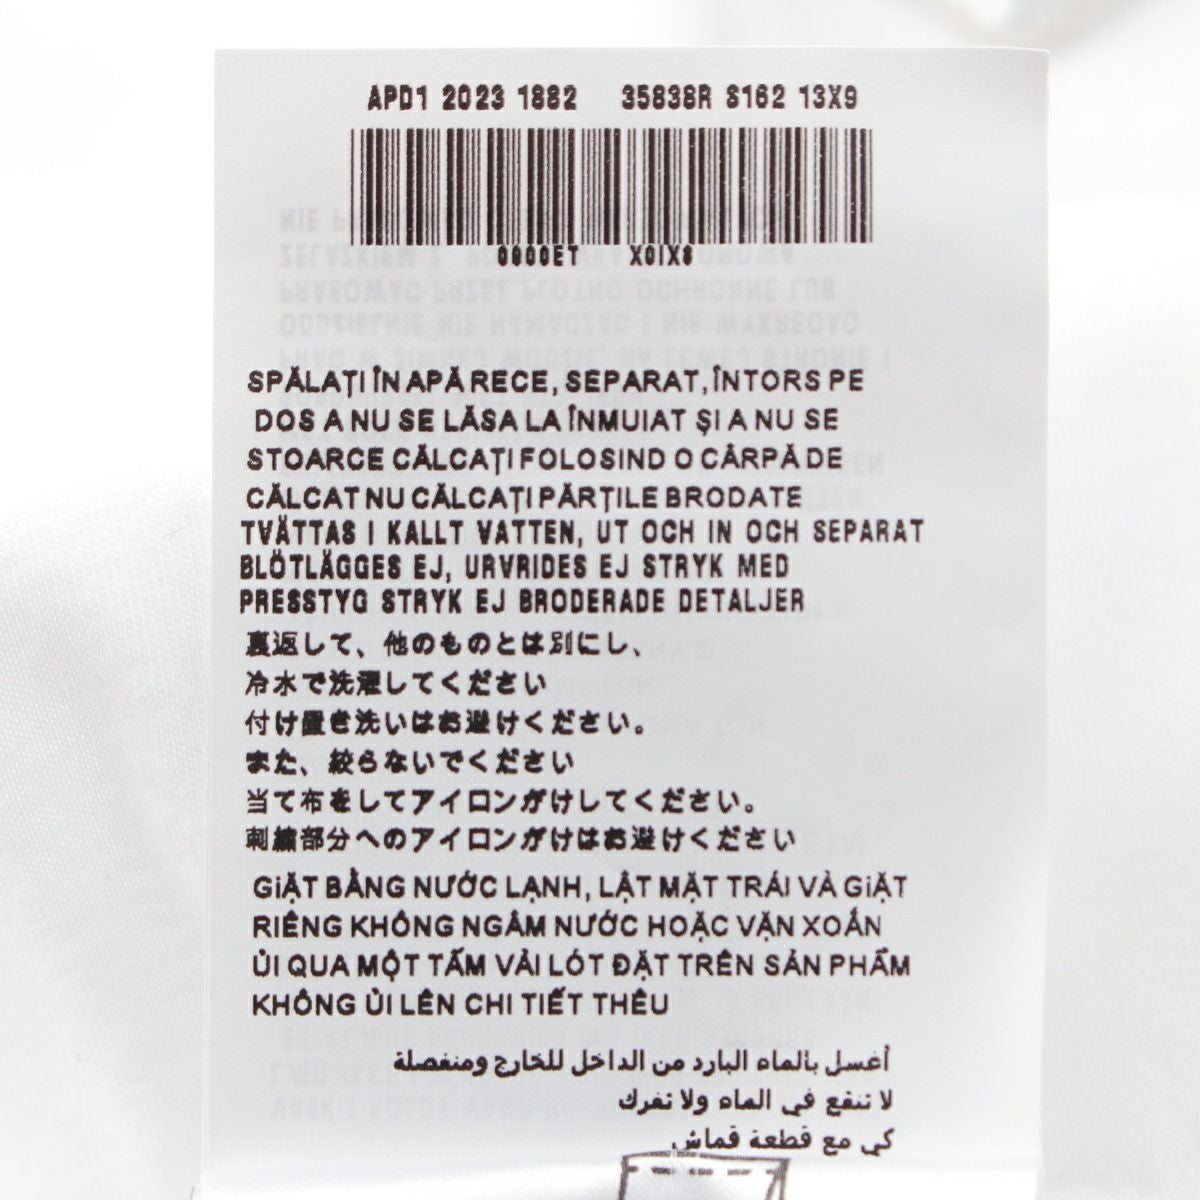 APD1 2023 1882 35838R S162 13X9
0000ET X0IX8
SPĂLAȚI ÎN APĂ RECE, SEPARAT, ÎNTORS PE
DOS A NU SE LĂSA LA ÎNMUIAT ȘI A NU SE
STOARCE CĂLCAȚI FOLOSIND O CÂRPĂ DE
CĂLCAT NU CĂLCAȚI PĂRȚILE BRODATE
TVÄTTAS I KALLT VATTEN, UT OCH IN OCH SEPARAT
BLÖTLÄGGES EJ, URVRIDES EJ STRYK MED
PRESSTYG STRYK EJ BRODERADE DETALJER
裏返して、他のものとは別にし、
冷水で洗濯してください
付け置き洗いはお避けください。
また、絞らないでください
当て布をしてアイロンがけしてください。
刺繍部分へのアイロンがけはお避けください
GIẶT BẰNG NƯỚC LẠNH, LẬT MẶT TRÁI VÀ GIẶT
RIÊNG KHÔNG NGÂM NƯỚC HOẶC VẶN XOẮN
ỦI QUA MỘT TẤM VẢI LÓT ĐẶT TRÊN SẢN PHẨM
KHÔNG ỦI LÊN CHI TIẾT THÊU
أغسل بالماء البارد من الداخل للخارج ومنفصلة
لا تنقع في الماء ولا تفرك
كي مع قطعة قماش